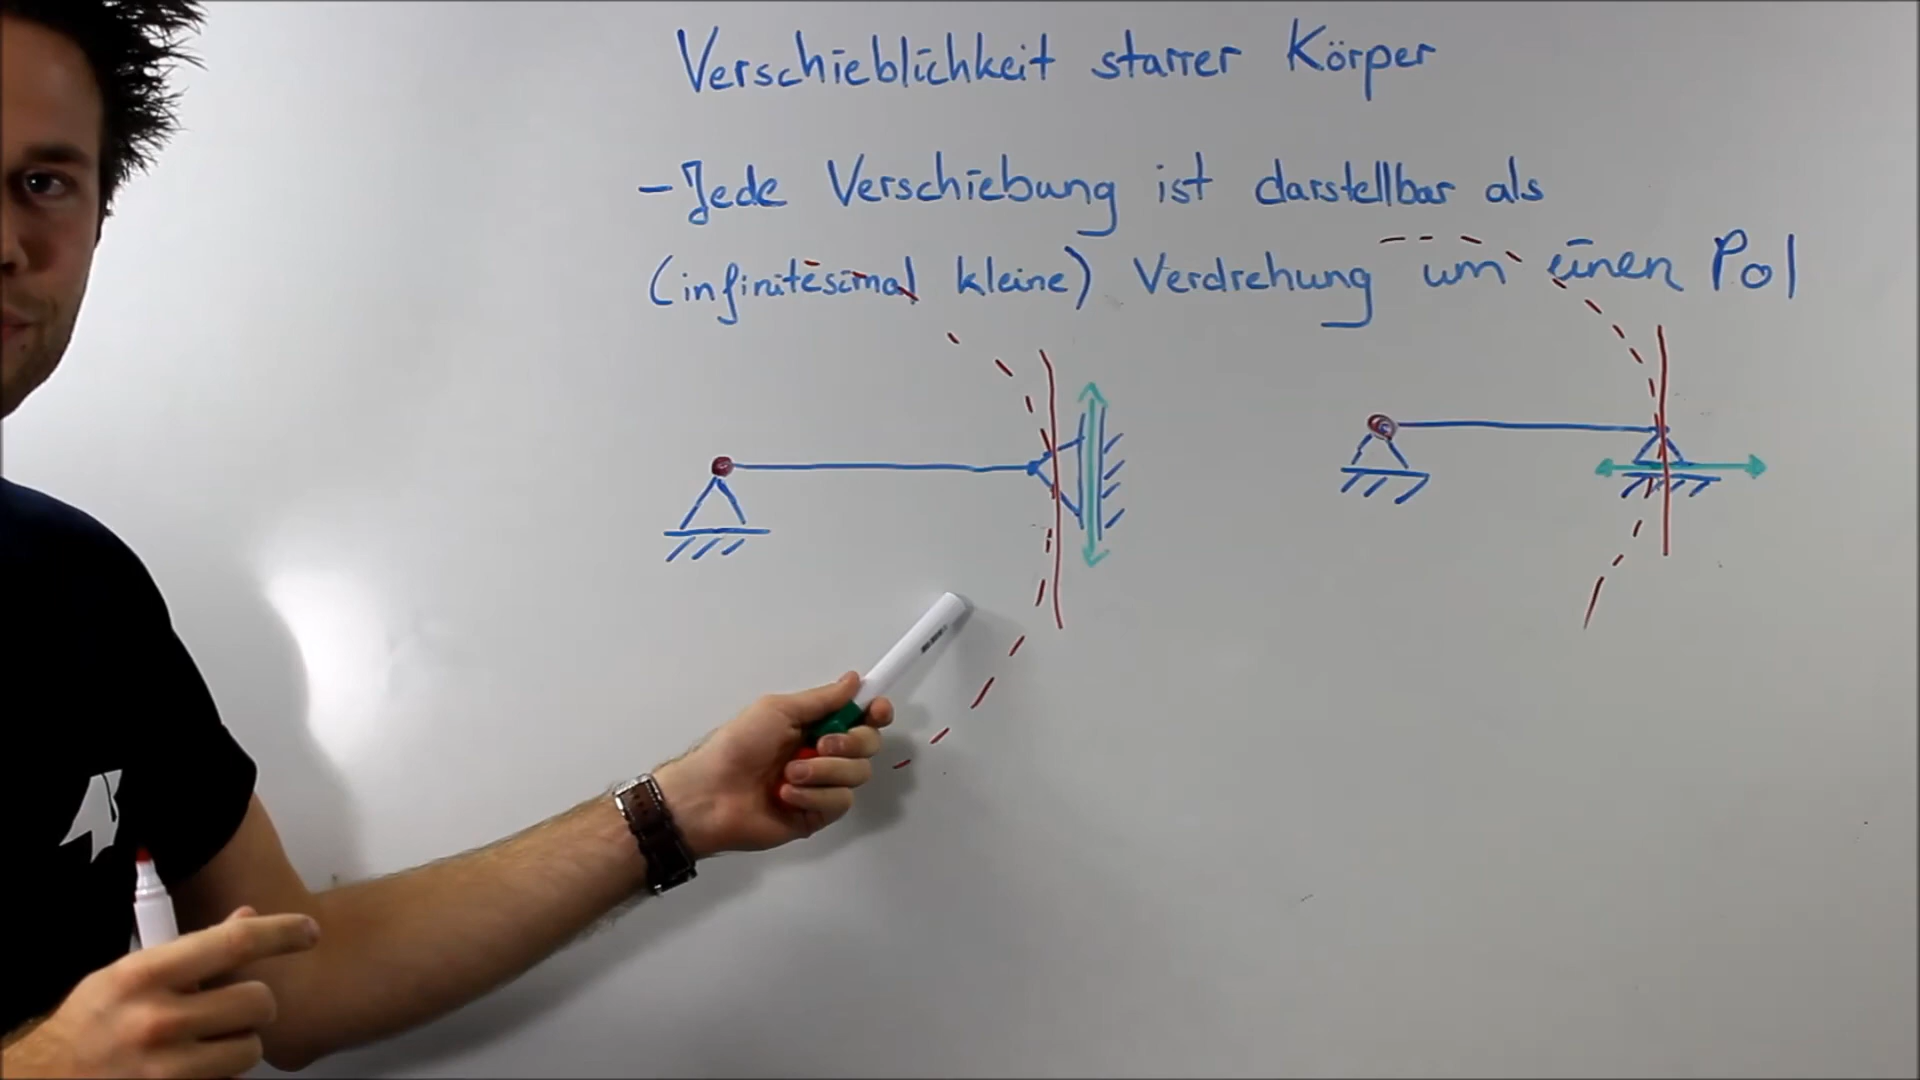 Verschieblichkeit starrer Körper
- Jede Verschiebung ist darstellbar als
(infinitesimal kleine) Verdrehung um einen Pol